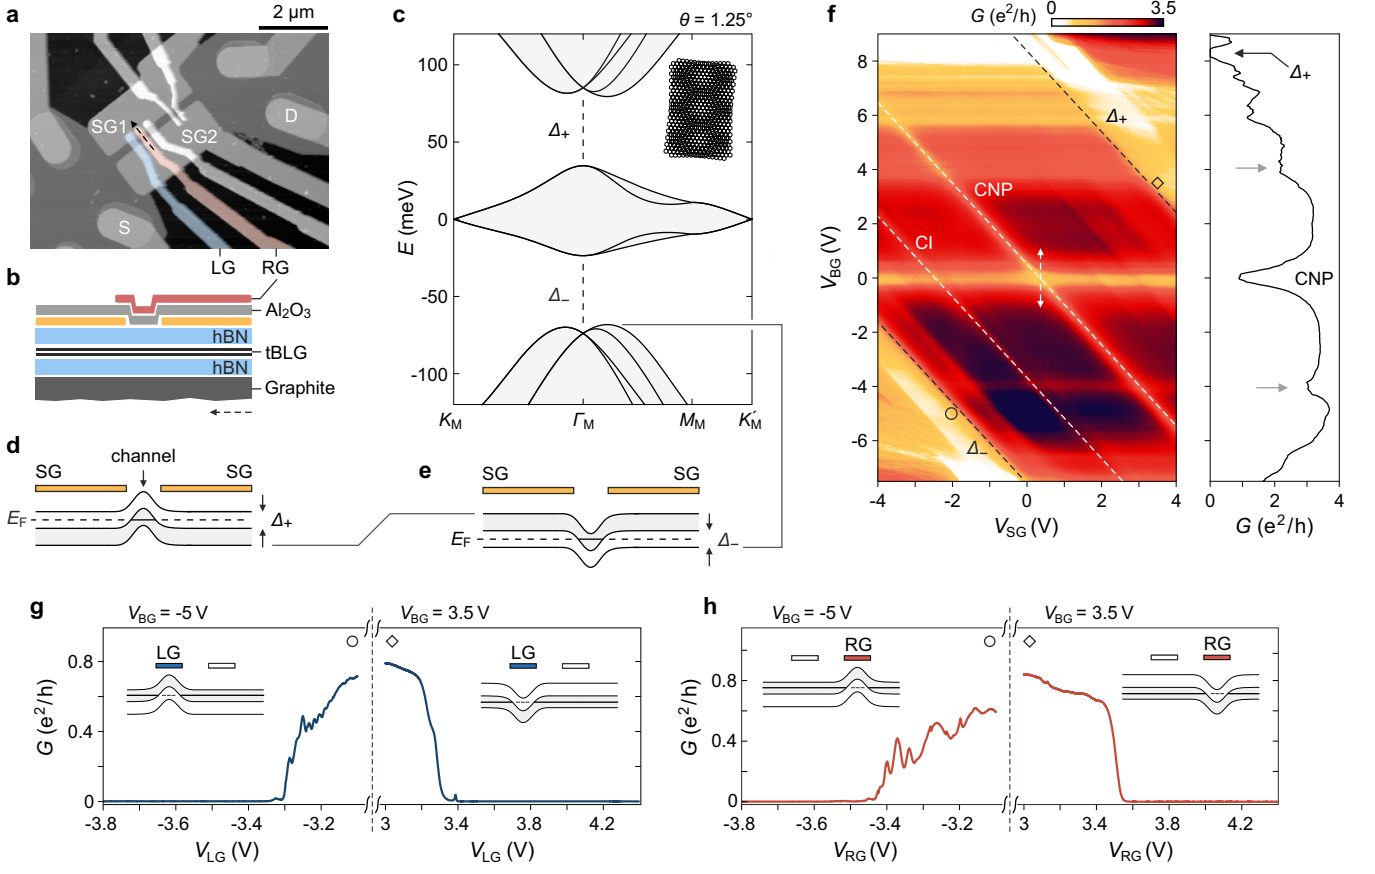 a
2 µm
SG1
SG2
D
S
LG
RG
b
Al2O3
hBN
tBLG
hBN
Graphite
c
θ = 1.25°
E (meV)
100
50
0
-50
-100
Δ+
Δ−
KM
ΓM
MM
K′M
d
channel
SG
SG
EF
Δ+
e
SG
SG
EF
Δ−
f
G (e²/h)
0
3.5
VBG (V)
8
6
4
2
0
-2
-4
-6
Δ+
CNP
CI
Δ−
-4
-2
0
2
4
VSG (V)
Δ+
CNP
0
2
4
G (e²/h)
g
VBG = -5 V
VBG = 3.5 V
LG
LG
G (e²/h)
0.8
0.4
0
-3.8
-3.6
-3.4
-3.2
3
3.4
3.8
4.2
VLG (V)
VLG (V)
h
VBG = -5 V
VBG = 3.5 V
RG
RG
G (e²/h)
0.8
0.4
0
-3.8
-3.6
-3.4
-3.2
3
3.4
3.8
4.2
VRG (V)
VRG (V)